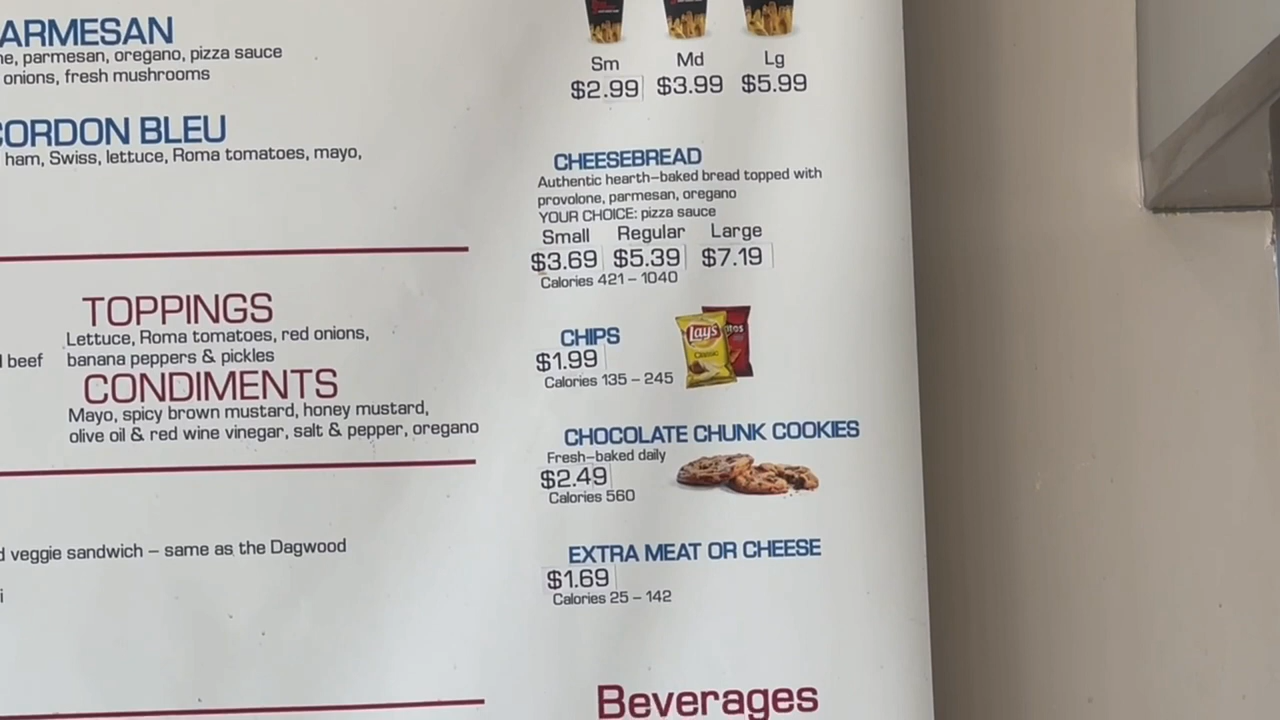 ARMESAN
parmesan, oregano, pizza sauce
onions, fresh mushrooms
CORDON BLEU
ham, Swiss, lettuce, Roma tomatoes, mayo,
TOPPINGS
Lettuce, Roma tomatoes, red onions,
beef banana peppers & pickles
CONDIMENTS
Mayo, spicy brown mustard, honey mustard,
olive oil & red wine vinegar, salt & pepper, oregano
veggie sandwich – same as the Dagwood
Sm Md Lg
$2.99 $3.99 $5.99
CHEESEBREAD
Authentic hearth-baked bread topped with
provolone, parmesan, oregano
YOUR CHOICE: pizza sauce
Small Regular Large
$3.69 $5.39 $7.19
Calories 421 – 1040
CHIPS
$1.99
Calories 135 – 245
Lays
Classic
itos
CHOCOLATE CHUNK COOKIES
Fresh-baked daily
$2.49
Calories 560
EXTRA MEAT OR CHEESE
$1.69
Calories 25 – 142
Beverages